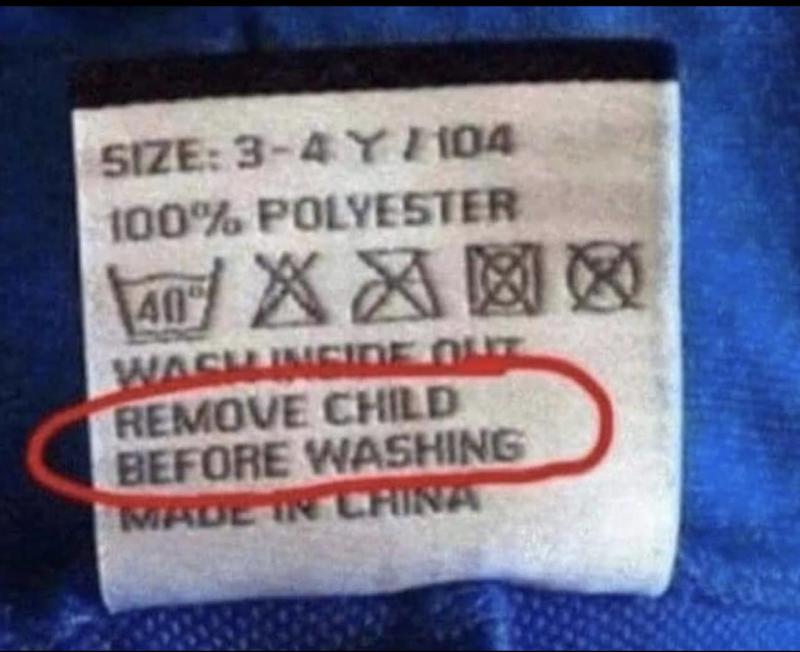 SIZE: 3-4 Y / 104
100% POLYESTER
40°
WASH INSIDE OUT
REMOVE CHILD
BEFORE WASHING
MADE IN CHINA